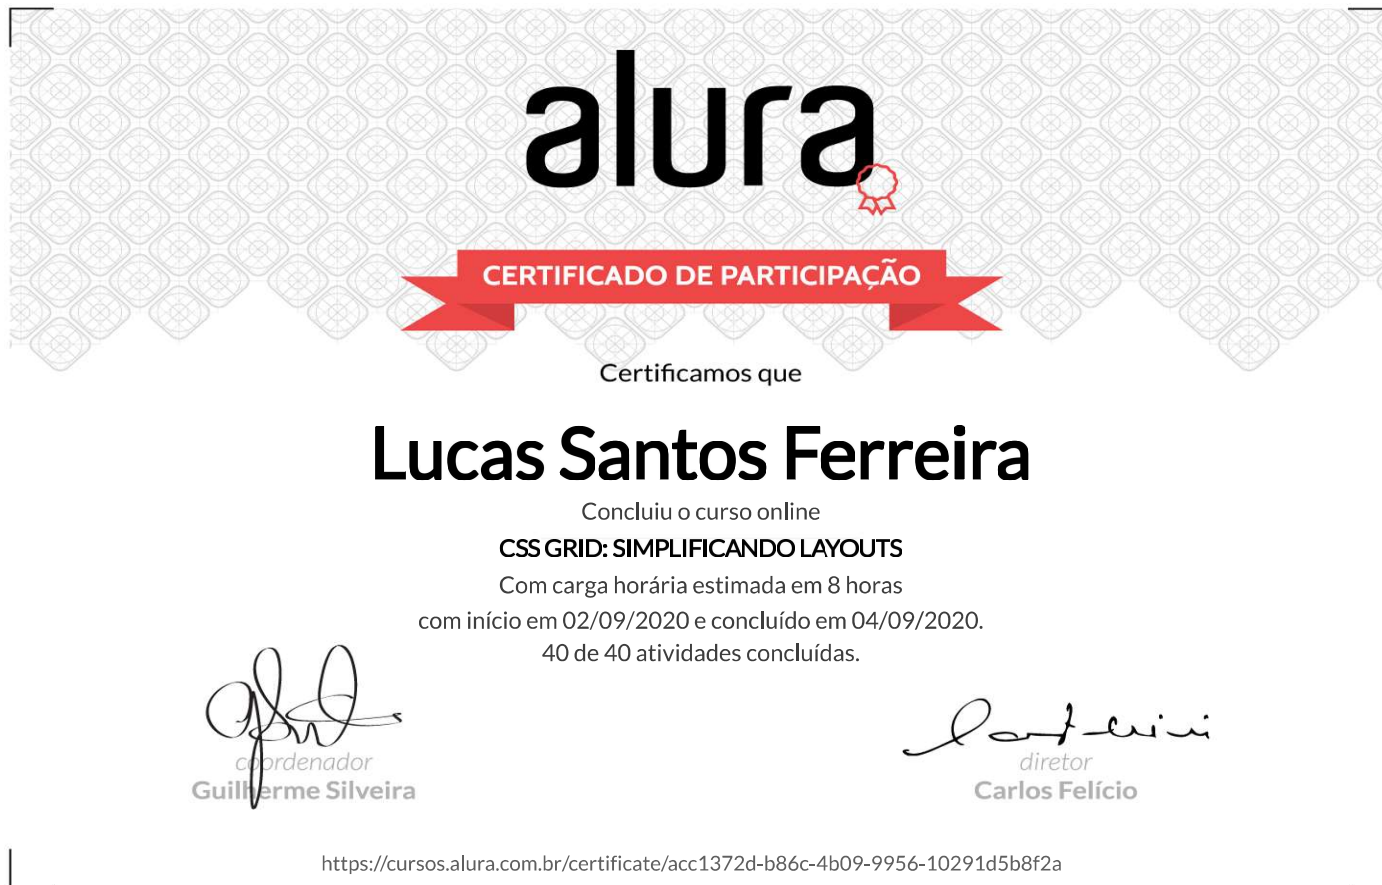 alura
CERTIFICADO DE PARTICIPAÇÃO
Certificamos que
Lucas Santos Ferreira
Concluiu o curso online
CSS GRID: SIMPLIFICANDO LAYOUTS
Com carga horária estimada em 8 horas
com início em 02/09/2020 e concluído em 04/09/2020.
40 de 40 atividades concluídas.
coordenador
Guilherme Silveira
diretor
Carlos Felício
https://cursos.alura.com.br/certificate/acc1372d-b86c-4b09-9956-10291d5b8f2a